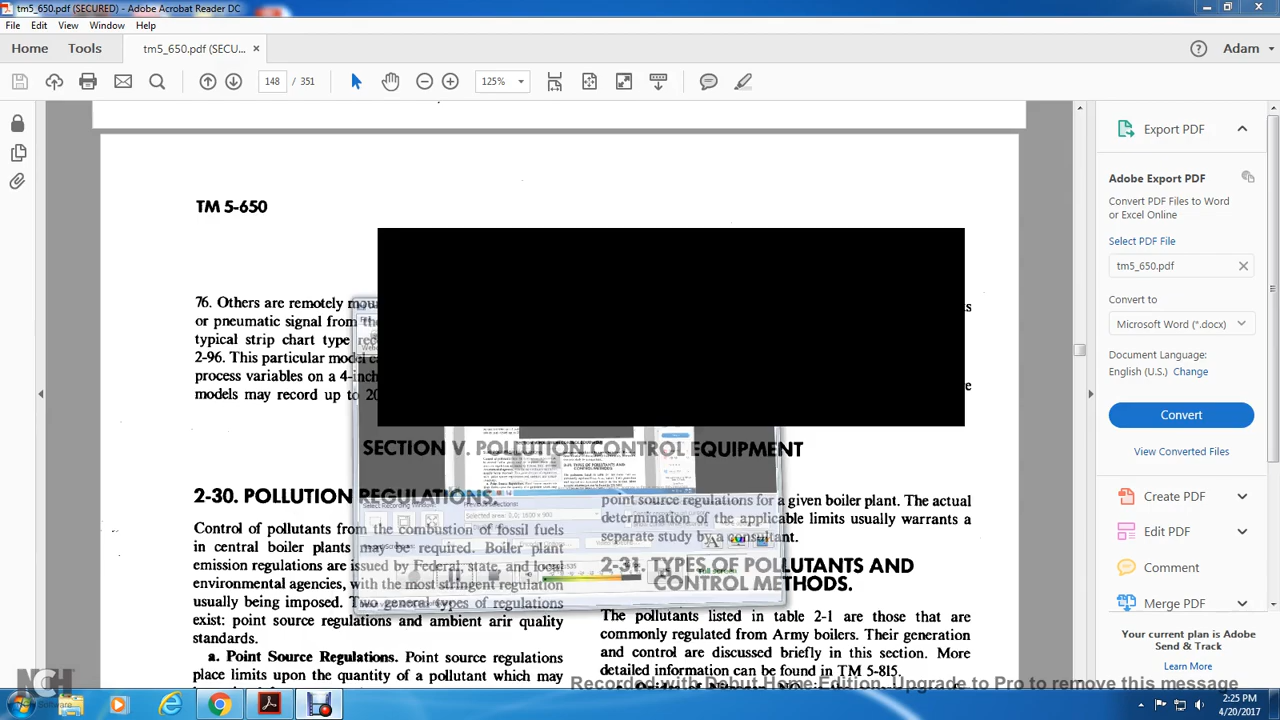 tm5_650.pdf (SECURED) - Adobe Acrobat Reader DC
File Edit View Window Help
Home Tools tm5_650.pdf (SECU... × Adam
148 / 351 125%
TM 5-650
76. Others are remotely
or pneumatic signal from
typical strip chart type
2-96. This particular model
process variables on a 4-inch
models may record up to
SECTION V. POLLUTION CONTROL EQUIPMENT
2-30. POLLUTION REGULATIONS
Control of pollutants from the combustion of fossil fuels
in central boiler plants may be required. Boiler plant
emission regulations are issued by Federal, state, and local
environmental agencies, with the most stringent regulation
usually being imposed. Two general types of regulations
exist: point source regulations and ambient arir quality
standards.
a. Point Source Regulations. Point source regulations
place limits upon the quantity of a pollutant which may
point source regulations for a given boiler plant. The actual
determination of the applicable limits usually warrants a
separate study by a consultant.
2-31. TYPES OF POLLUTANTS AND
CONTROL METHODS.
The pollutants listed in table 2-1 are those that are
commonly regulated from Army boilers. Their generation
and control are discussed briefly in this section. More
detailed information can be found in TM 5-815.
Export PDF
Adobe Export PDF
Convert PDF Files to Word
or Excel Online
Select PDF File
tm5_650.pdf
Convert to
Microsoft Word (*.docx)
Document Language:
English (U.S.) Change
Convert
View Converted Files
Create PDF
Edit PDF
Comment
Merge PDF
Your current plan is Adobe
Send & Track
Learn More
Recorded with Debut Home Edition. Upgrade to Pro to remove this message
NCH
Software
2:25 PM
4/20/2017